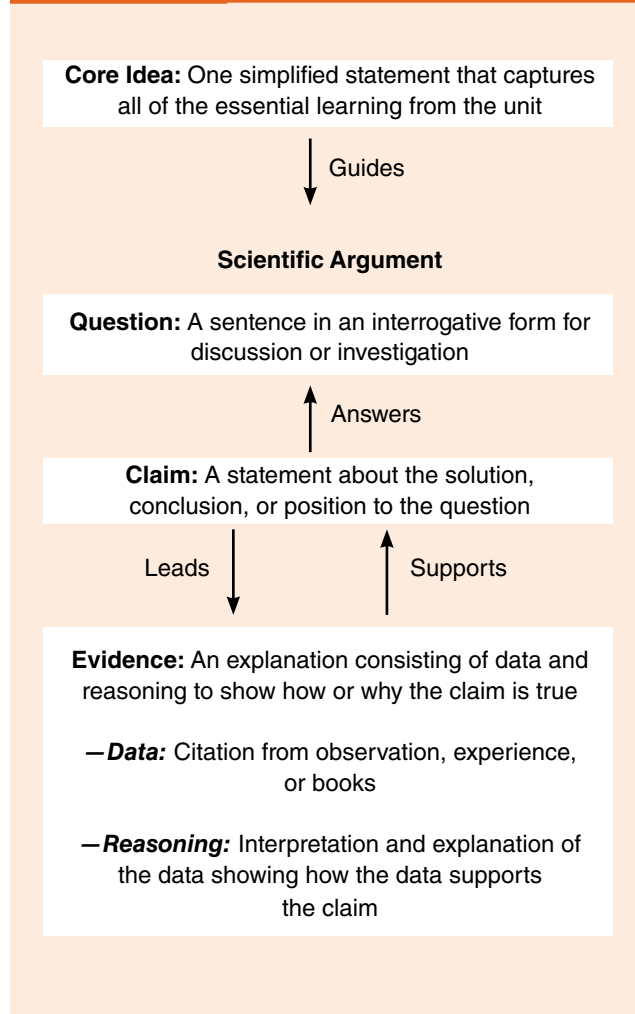 Core Idea: One simplified statement that captures
all of the essential learning from the unit
Guides
Scientific Argument
Question: A sentence in an interrogative form for
discussion or investigation
Answers
Claim: A statement about the solution,
conclusion, or position to the question
Leads
Supports
Evidence: An explanation consisting of data and
reasoning to show how or why the claim is true
—Data: Citation from observation, experience,
or books
—Reasoning: Interpretation and explanation of
the data showing how the data supports
the claim